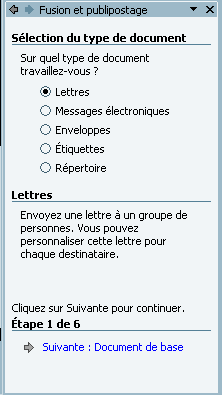 Fusion et publipostage
Sélection du type de document
Sur quel type de document
travaillez-vous ?
Lettres
Messages électroniques
Enveloppes
Étiquettes
Répertoire
Lettres
Envoyez une lettre à un groupe de
personnes. Vous pouvez
personnaliser cette lettre pour
chaque destinataire.
Cliquez sur Suivante pour continuer.
Étape 1 de 6
Suivante : Document de base